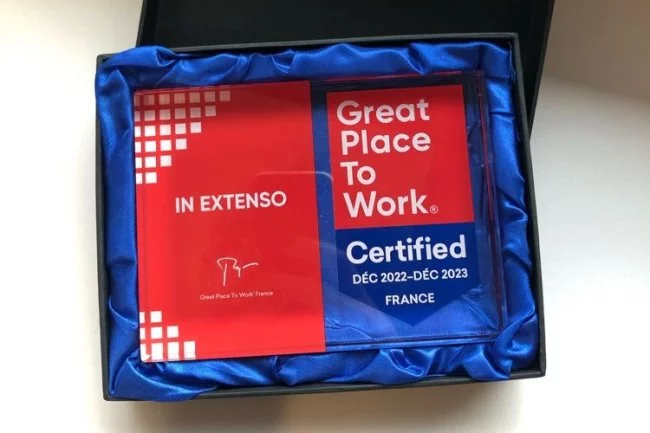 IN EXTENSO
Great Place To Work® France
Great
Place
To
Work®
Certified
DÉC 2022-DÉC 2023
FRANCE